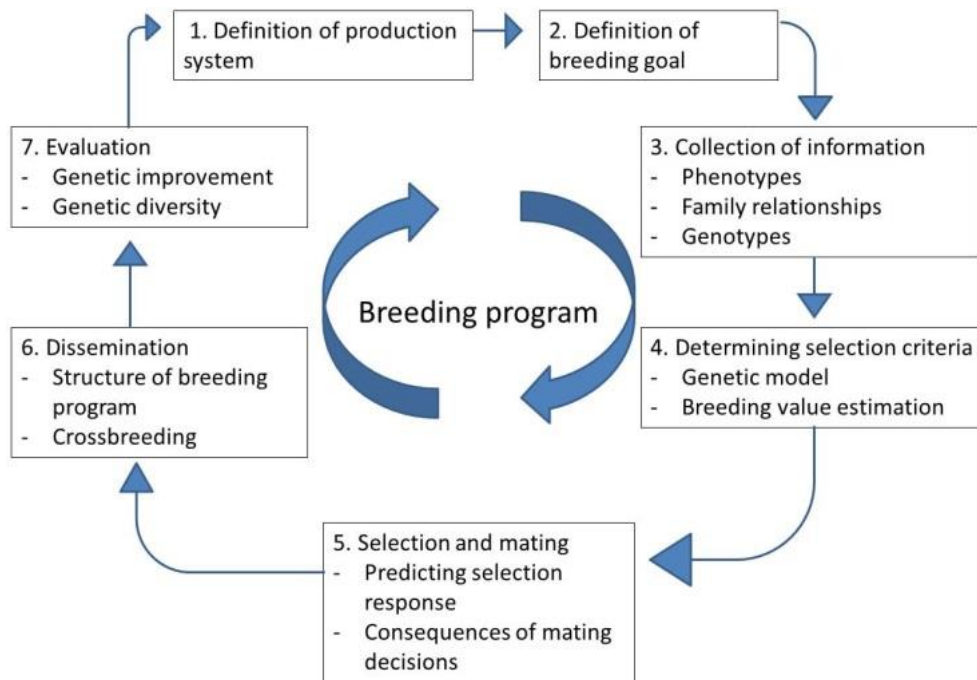 1. Definition of production
system
2. Definition of
breeding goal
3. Collection of information
- Phenotypes
- Family relationships
- Genotypes
4. Determining selection criteria
- Genetic model
- Breeding value estimation
5. Selection and mating
- Predicting selection
response
- Consequences of mating
decisions
6. Dissemination
- Structure of breeding
program
- Crossbreeding
7. Evaluation
- Genetic improvement
- Genetic diversity
Breeding program